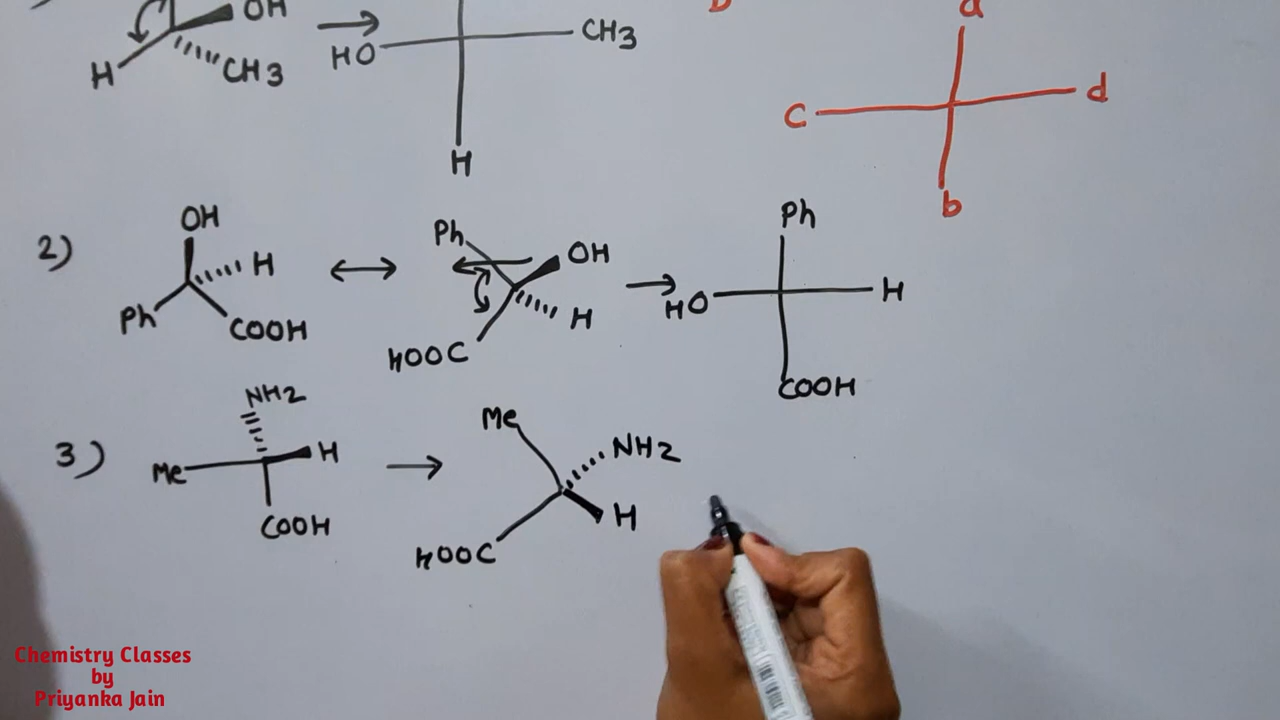 OH
H
CH3
HO
CH3
H
a
c
d
b
2)
OH
H
Ph
COOH
Ph
OH
H
HOOC
Ph
HO
H
COOH
3)
NH2
Me
H
COOH
Me
NH2
H
HOOC
Chemistry Classes
by
Priyanka Jain